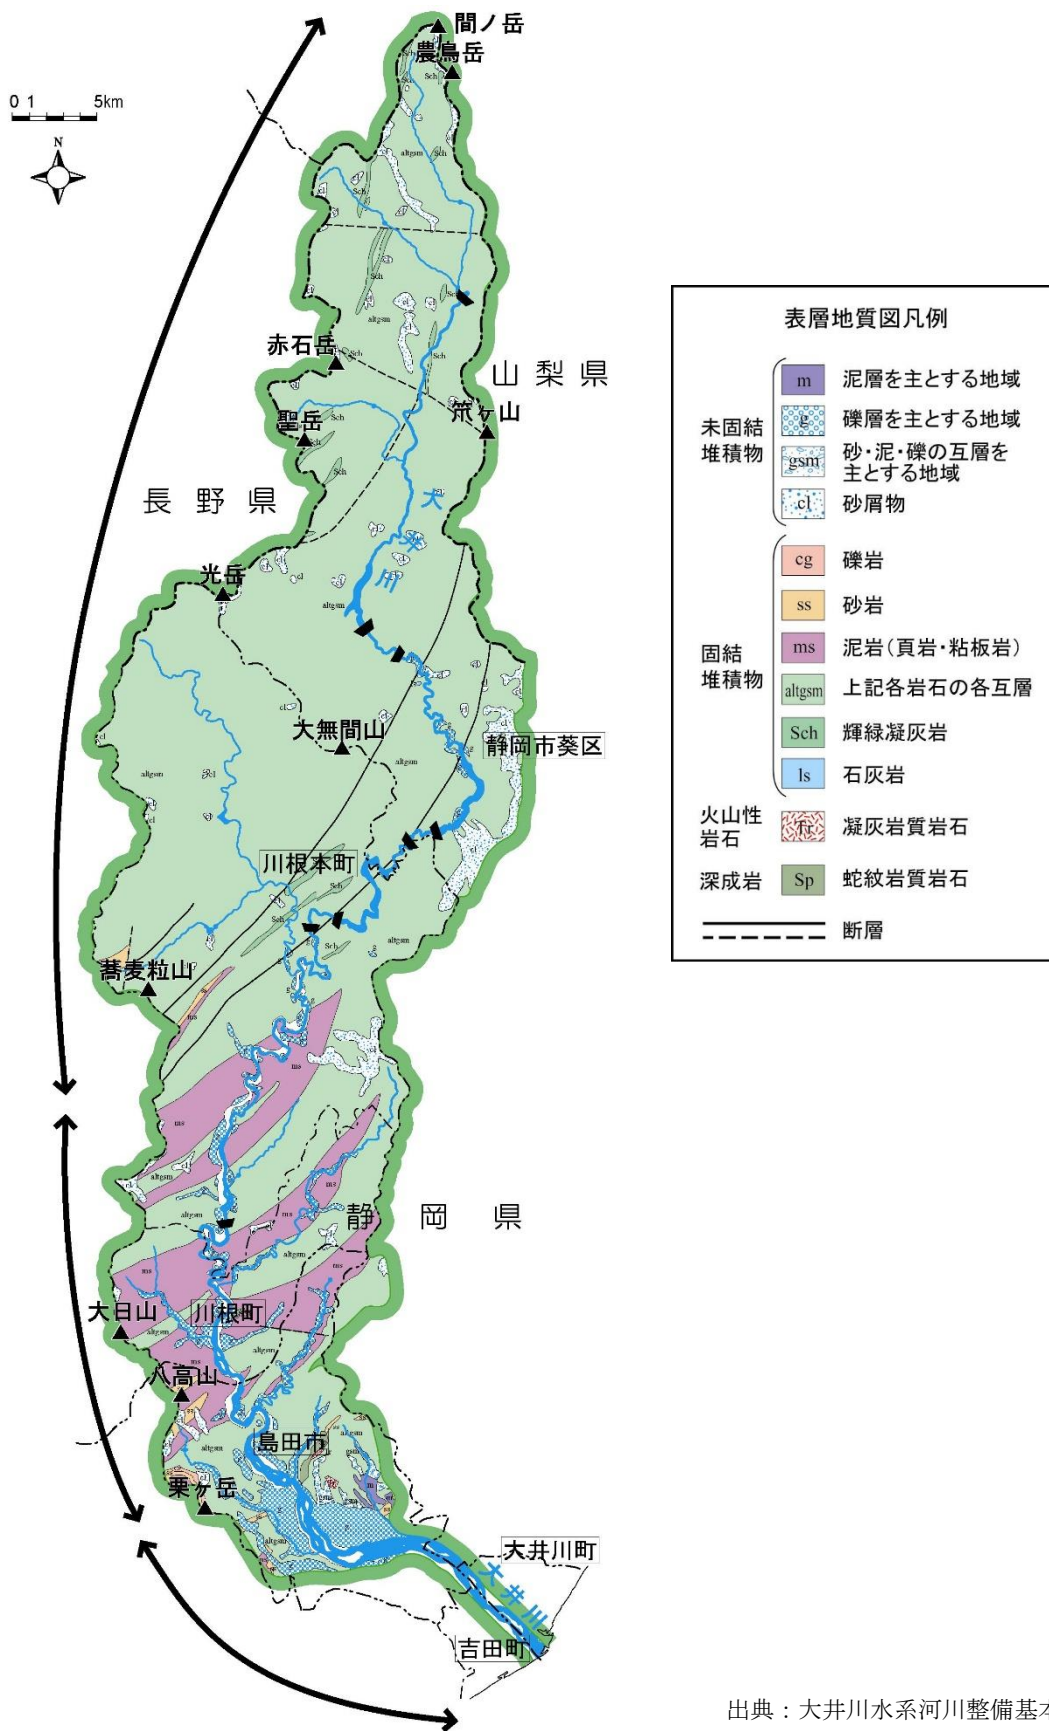 間ノ岳
農鳥岳
0 1 5km
N
赤石岳
山梨県
聖岳
笊ヶ山
長野県
大井川
光岳
大無間山
静岡市葵区
川根本町
蕎麦粒山
静岡県
大日山
川根町
八高山
島田市
粟ヶ岳
大井川町
大井川
吉田町
altgsm
Sch
cl
ms
g
gsm
m
ss
表層地質図凡例
未固結
堆積物
m 泥層を主とする地域
g 礫層を主とする地域
gsm 砂・泥・礫の互層を
主とする地域
cl 砂屑物
固結
堆積物
cg 礫岩
ss 砂岩
ms 泥岩(頁岩・粘板岩)
altgsm 上記各岩石の各互層
Sch 輝緑凝灰岩
ls 石灰岩
火山性
岩石
Tr 凝灰岩質岩石
深成岩
Sp 蛇紋岩質岩石
断層
出典：大井川水系河川整備基本